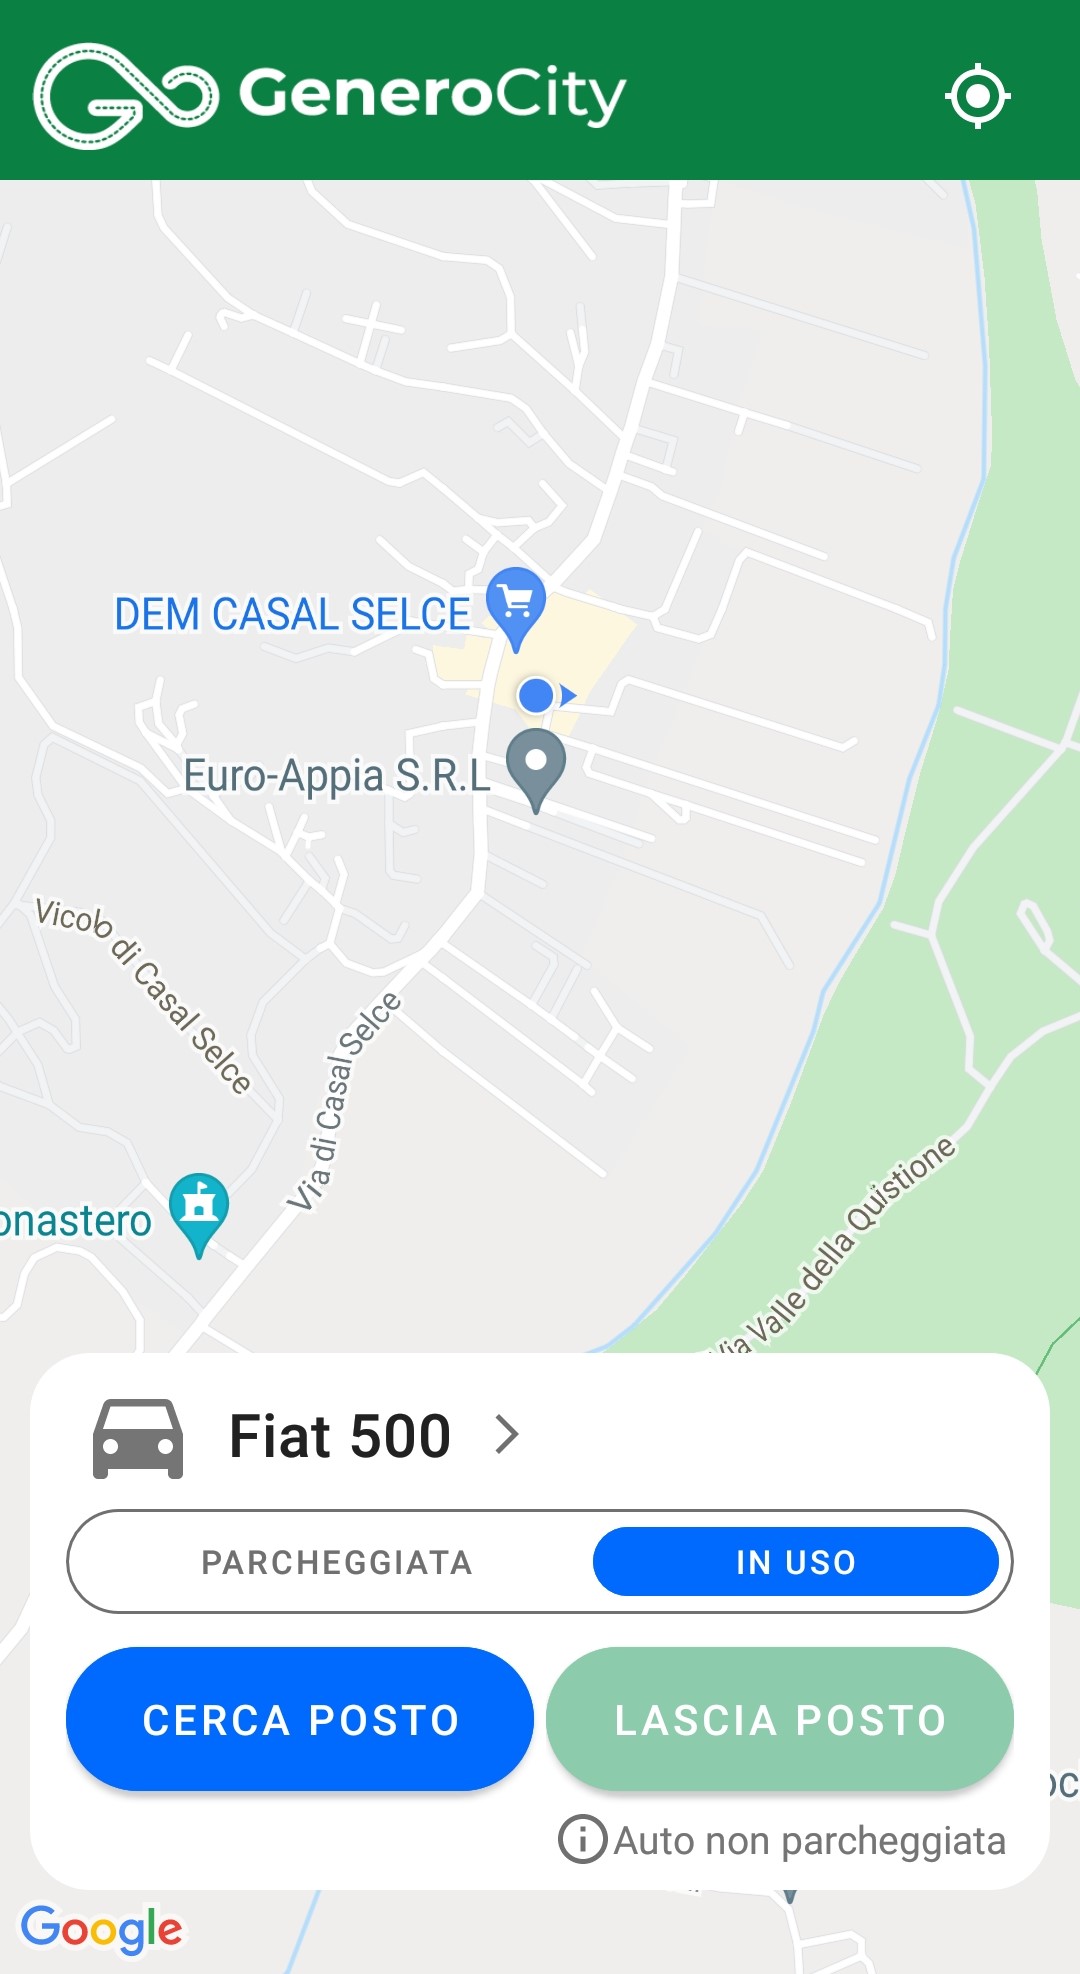 GeneroCity
DEM CASAL SELCE
Euro-Appia S.R.L
Vicolo di Casal Selce
Via di Casal Selce
onastero
Via Valle della Quistione
Fiat 500
PARCHEGGIATA
IN USO
CERCA POSTO
LASCIA POSTO
Auto non parcheggiata
Google